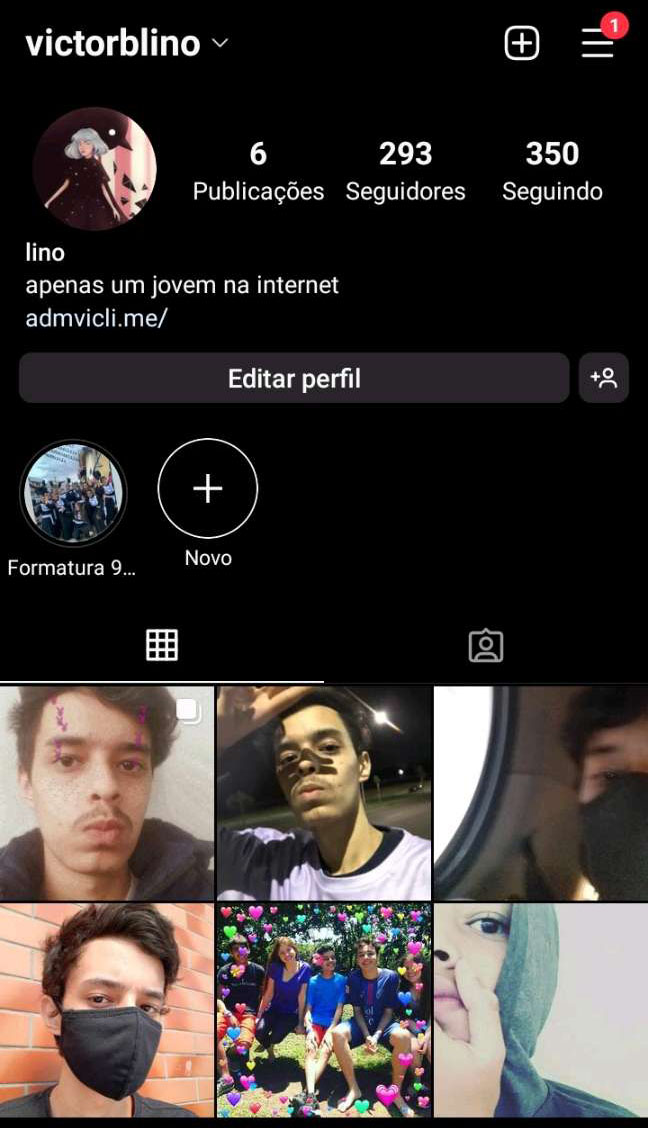 victorblino
1
6
293
350
Publicações
Seguidores
Seguindo
lino
apenas um jovem na internet
admvicli.me/
Editar perfil
Formatura 9...
Novo